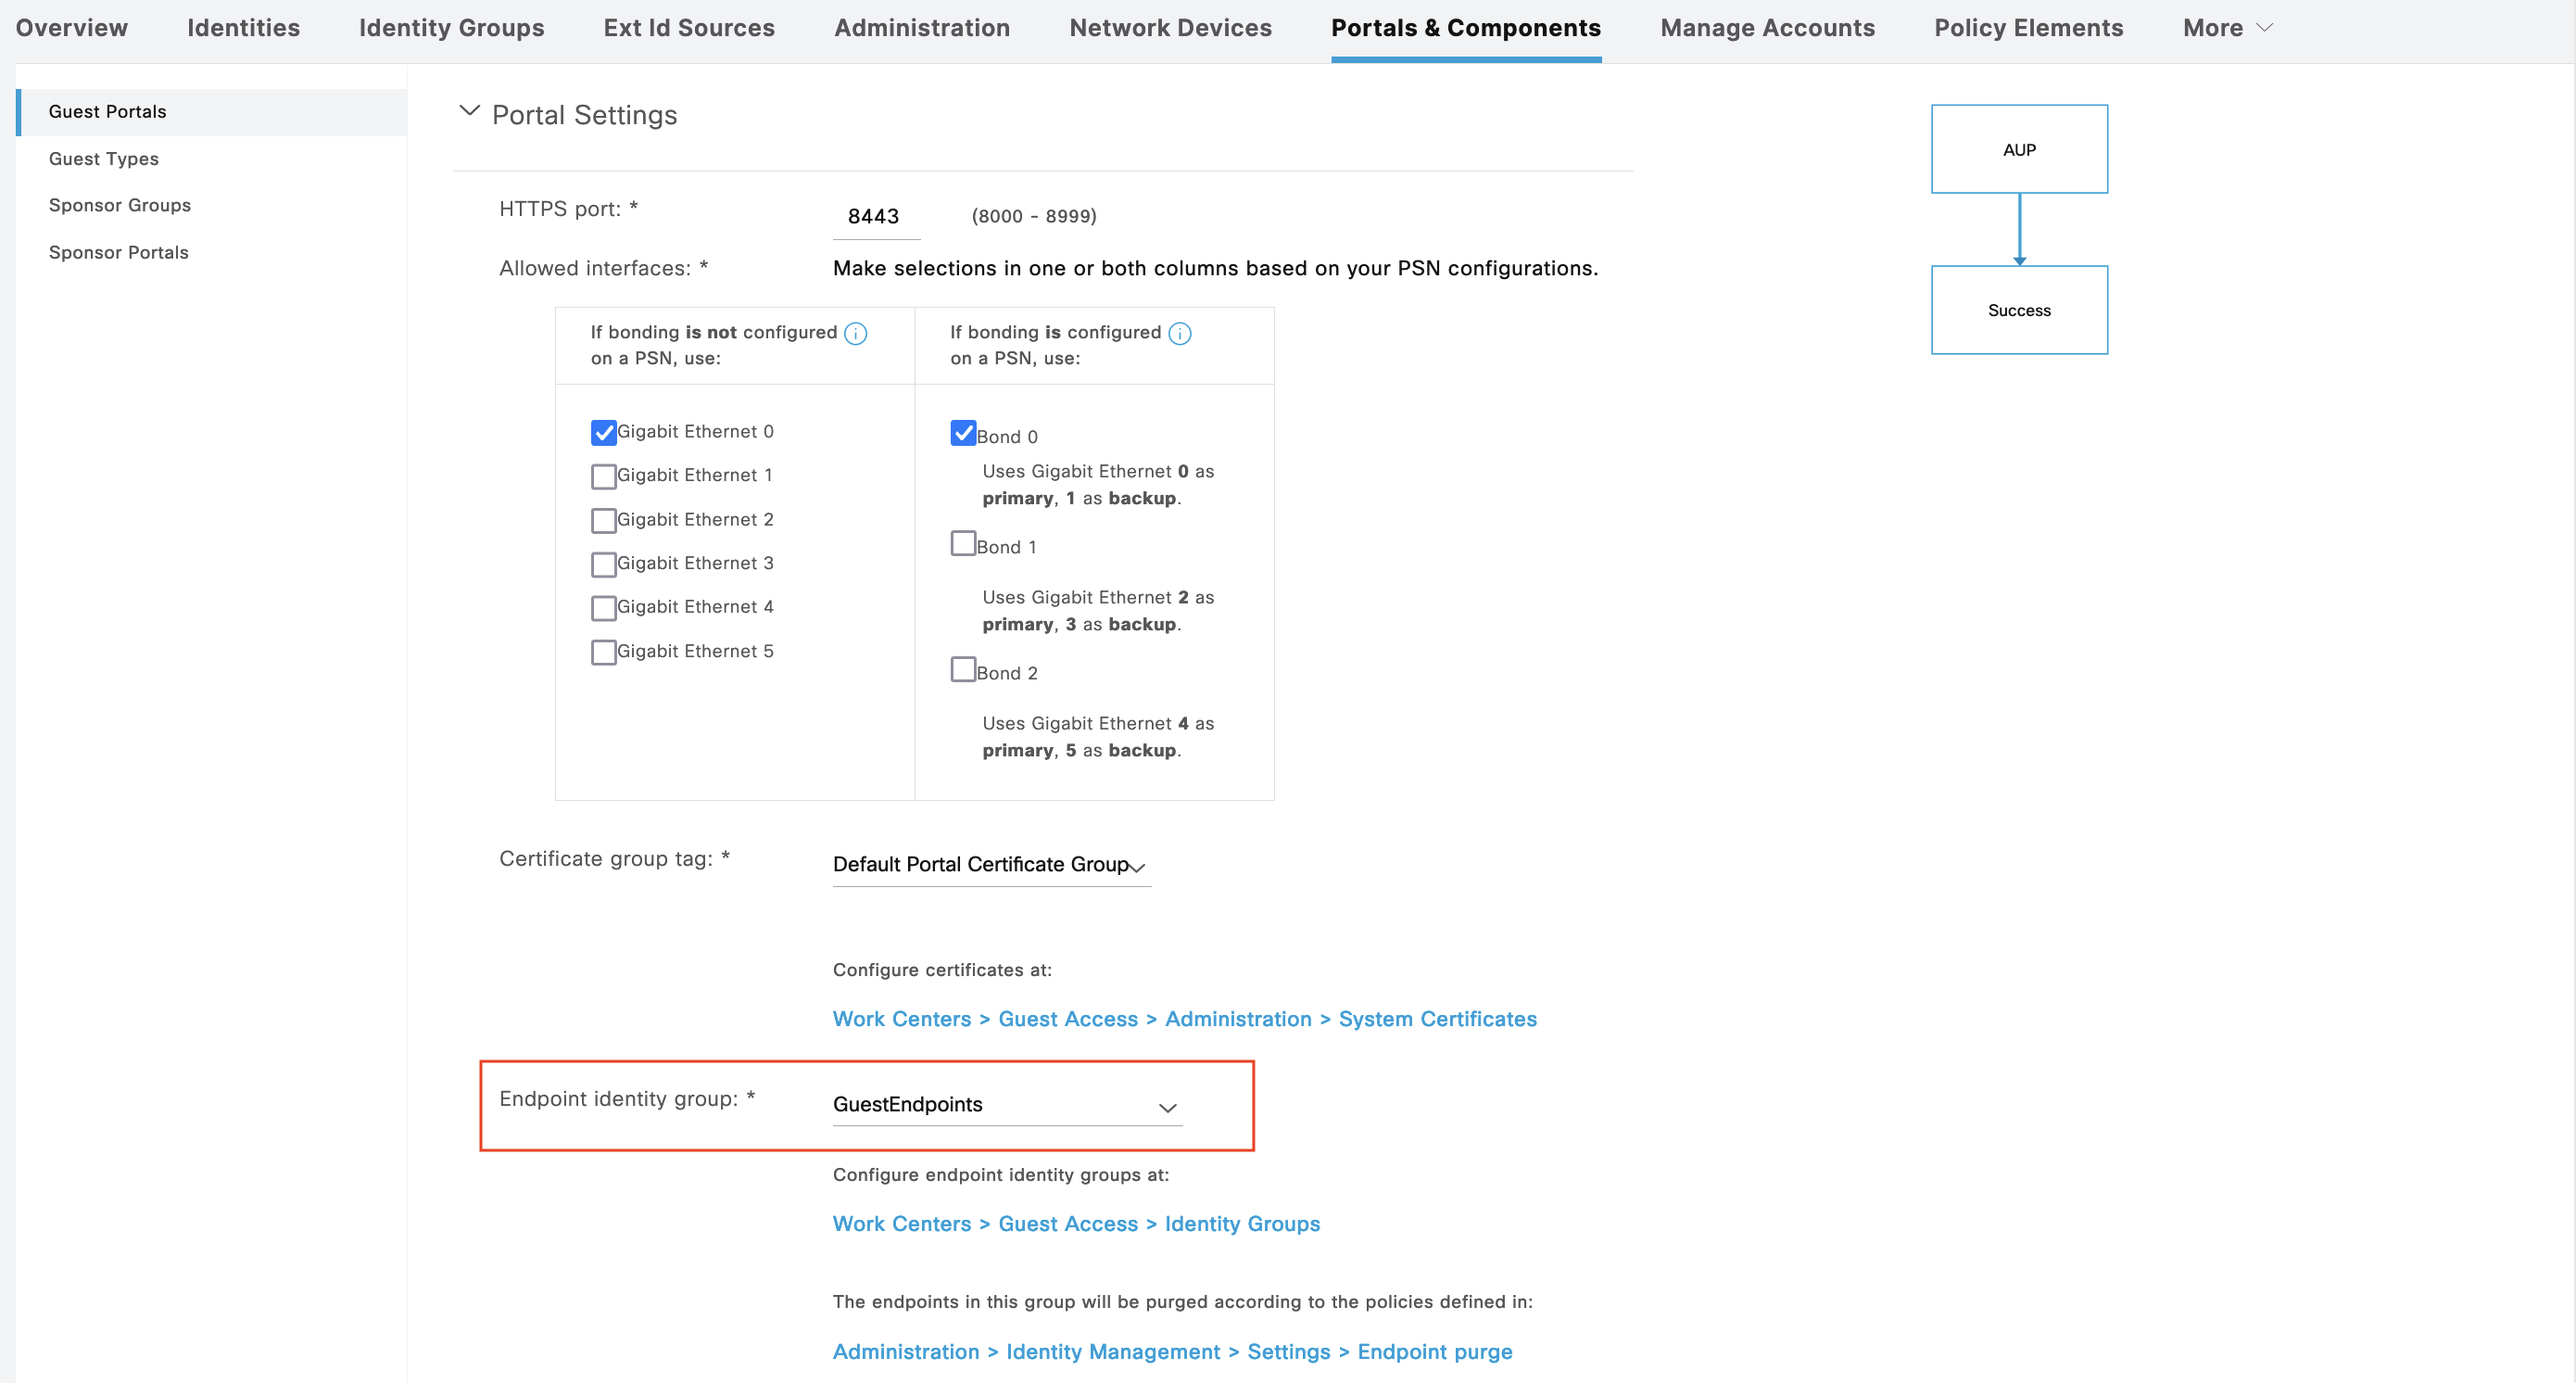 Overview Identities Identity Groups Ext Id Sources Administration Network Devices Portals & Components Manage Accounts Policy Elements More
Guest Portals
Guest Types
Sponsor Groups
Sponsor Portals
Portal Settings
HTTPS port: * 8443 (8000 - 8999)
Allowed interfaces: * Make selections in one or both columns based on your PSN configurations.
If bonding is not configured
on a PSN, use:
Gigabit Ethernet 0
Gigabit Ethernet 1
Gigabit Ethernet 2
Gigabit Ethernet 3
Gigabit Ethernet 4
Gigabit Ethernet 5
If bonding is configured
on a PSN, use:
Bond 0
Uses Gigabit Ethernet 0 as
primary, 1 as backup.
Bond 1
Uses Gigabit Ethernet 2 as
primary, 3 as backup.
Bond 2
Uses Gigabit Ethernet 4 as
primary, 5 as backup.
Certificate group tag: * Default Portal Certificate Group
Configure certificates at:
Work Centers > Guest Access > Administration > System Certificates
Endpoint identity group: * GuestEndpoints
Configure endpoint identity groups at:
Work Centers > Guest Access > Identity Groups
The endpoints in this group will be purged according to the policies defined in:
Administration > Identity Management > Settings > Endpoint purge
AUP
Success